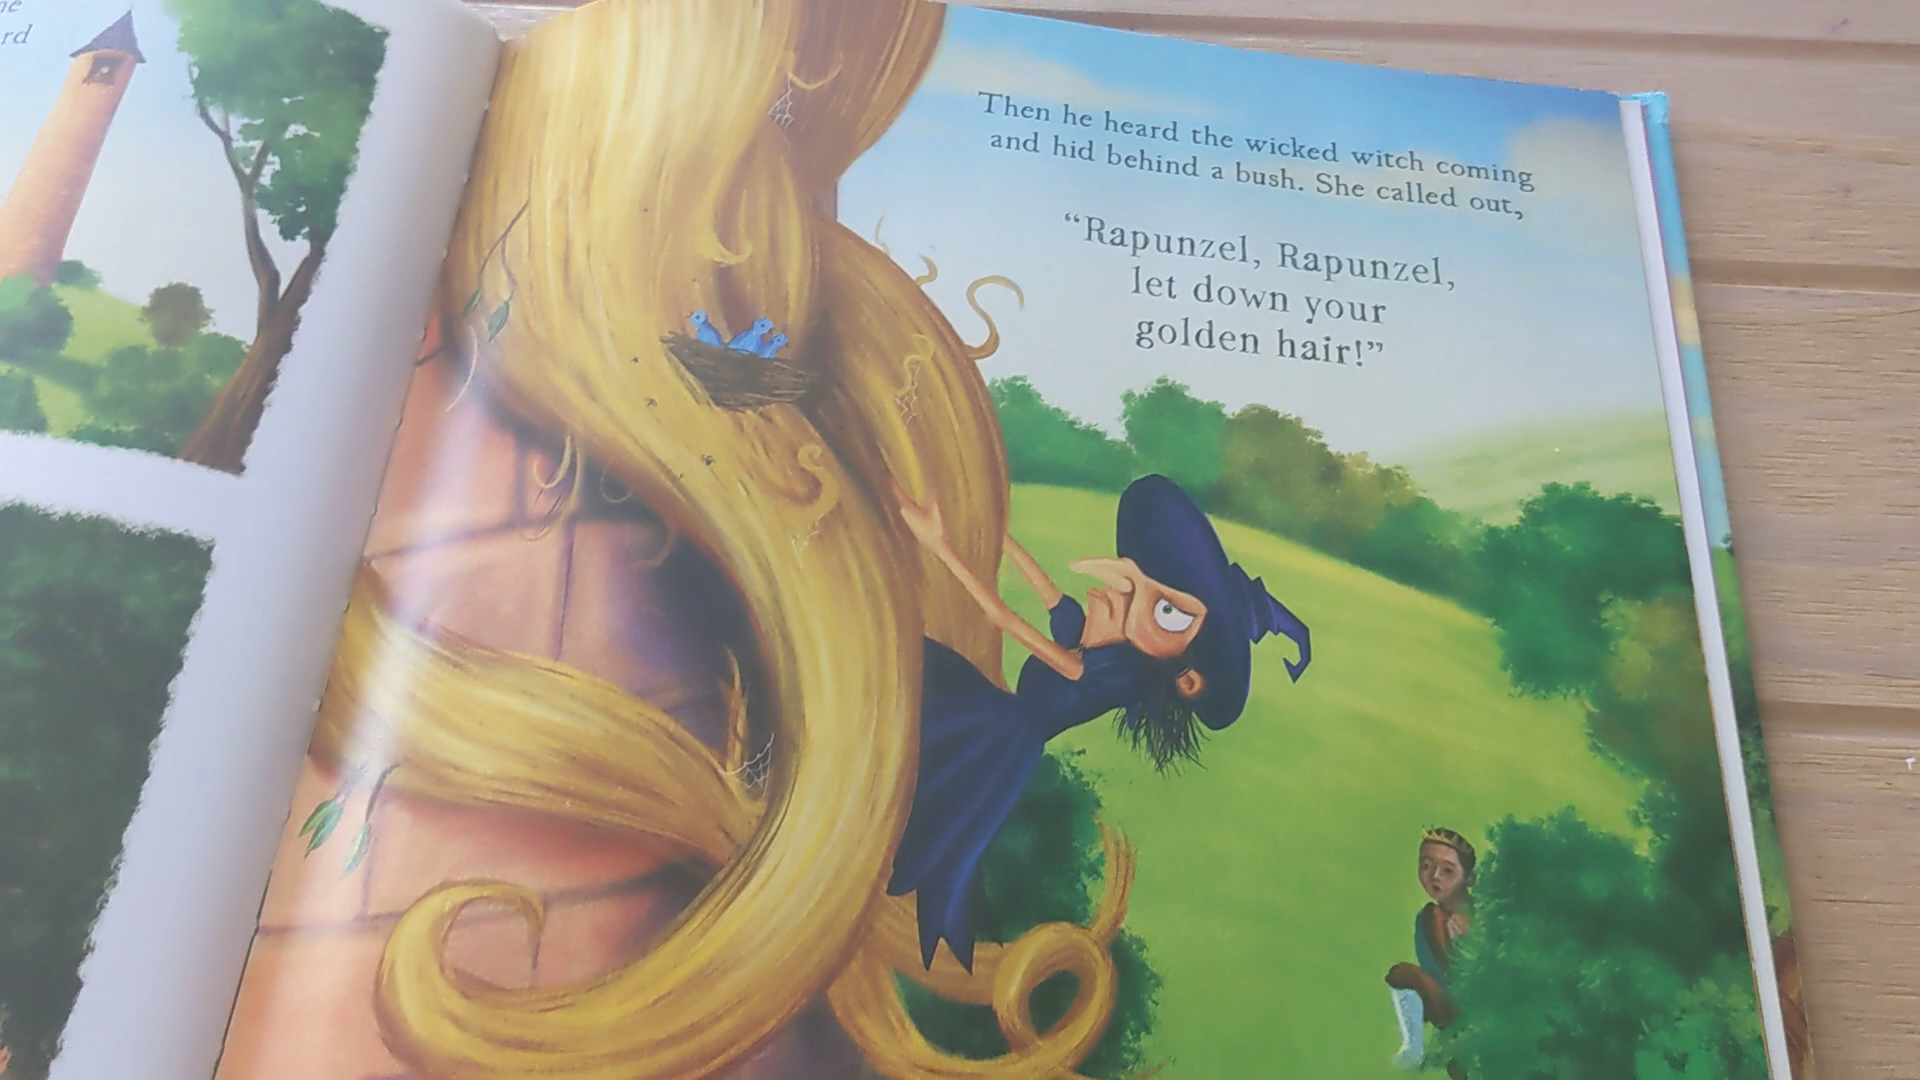 rd
Then he heard the wicked witch coming
and hid behind a bush. She called out,
“Rapunzel, Rapunzel,
let down your
golden hair!”